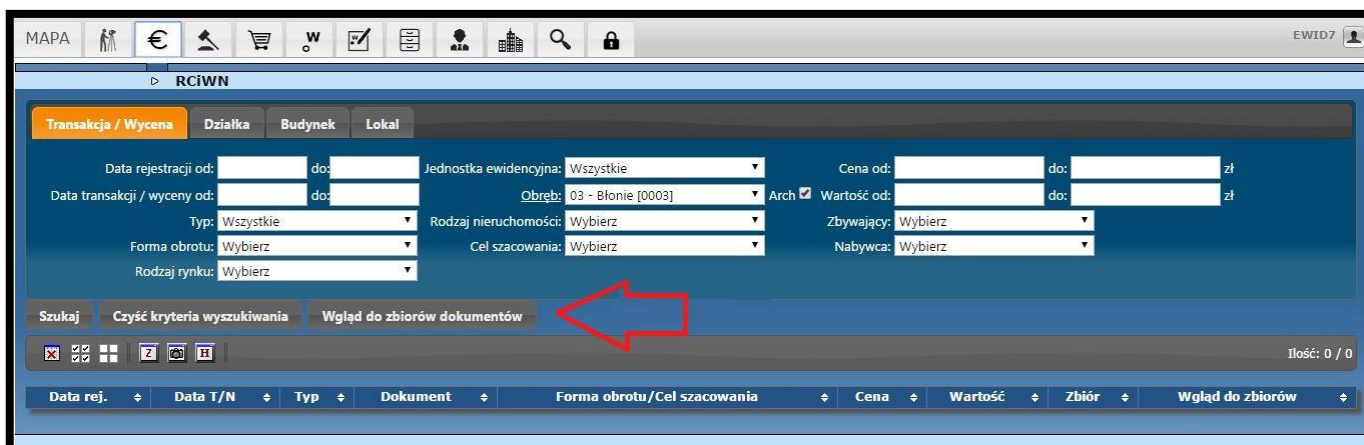 MAPA € w EWID7
RCiWN
Transakcja / Wycena Działka Budynek Lokal
Data rejestracji od: do: Jednostka ewidencyjna: Wszystkie Cena od: do: zł
Data transakcji / wyceny od: do: Obręb: 03 - Błonie [0003] Arch Wartość od: do: zł
Typ: Wszystkie Rodzaj nieruchomości: Wybierz Zbywający: Wybierz
Forma obrotu: Wybierz Cel szacowania: Wybierz Nabywca: Wybierz
Rodzaj rynku: Wybierz
Szukaj Czyść kryteria wyszukiwania Wgląd do zbiorów dokumentów
Z H Ilość: 0 / 0
Data rej. Data T/N Typ Dokument Forma obrotu/Cel szacowania Cena Wartość Zbiór Wgląd do zbiorów